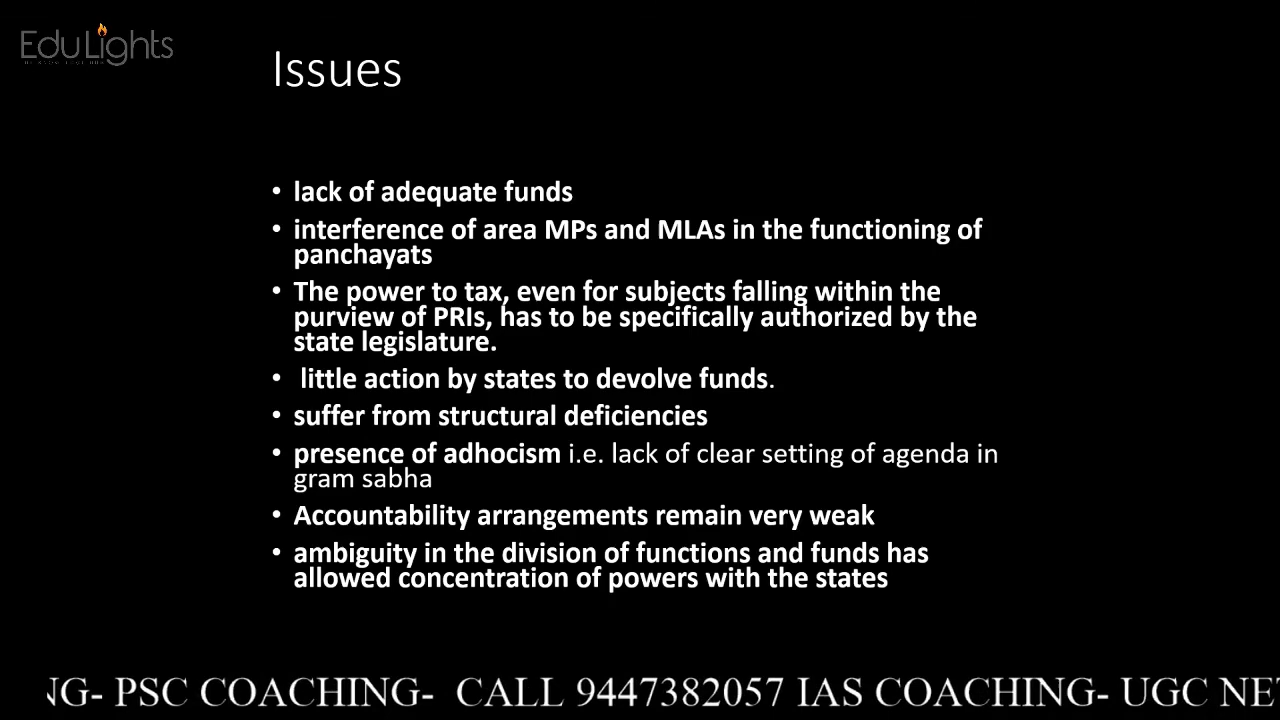 EduLights
Issues
• lack of adequate funds
• interference of area MPs and MLAs in the functioning of
panchayats
• The power to tax, even for subjects falling within the
purview of PRIs, has to be specifically authorized by the
state legislature.
• little action by states to devolve funds.
• suffer from structural deficiencies
• presence of adhocism i.e. lack of clear setting of agenda in
gram sabha
• Accountability arrangements remain very weak
• ambiguity in the division of functions and funds has
allowed concentration of powers with the states
NG- PSC COACHING- CALL 9447382057 IAS COACHING- UGC NET